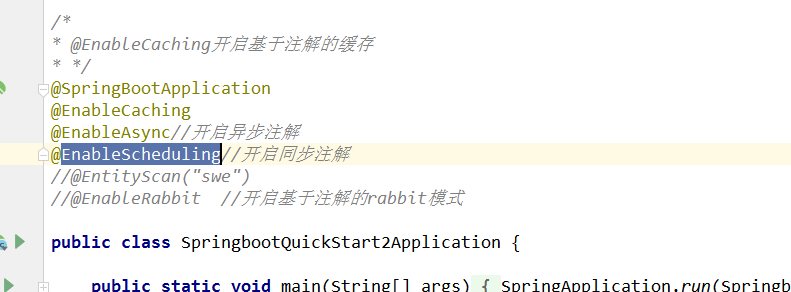 /*
* @EnableCaching开启基于注解的缓存
* */
@SpringBootApplication
@EnableCaching
@EnableAsync//开启异步注解
@EnableScheduling//开启同步注解
//@EntityScan("swe")
//@EnableRabbit  //开启基于注解的rabbit模式
public class SpringbootQuickStart2Application {
public static void main(String[] args) { SpringApplication.run(Springb